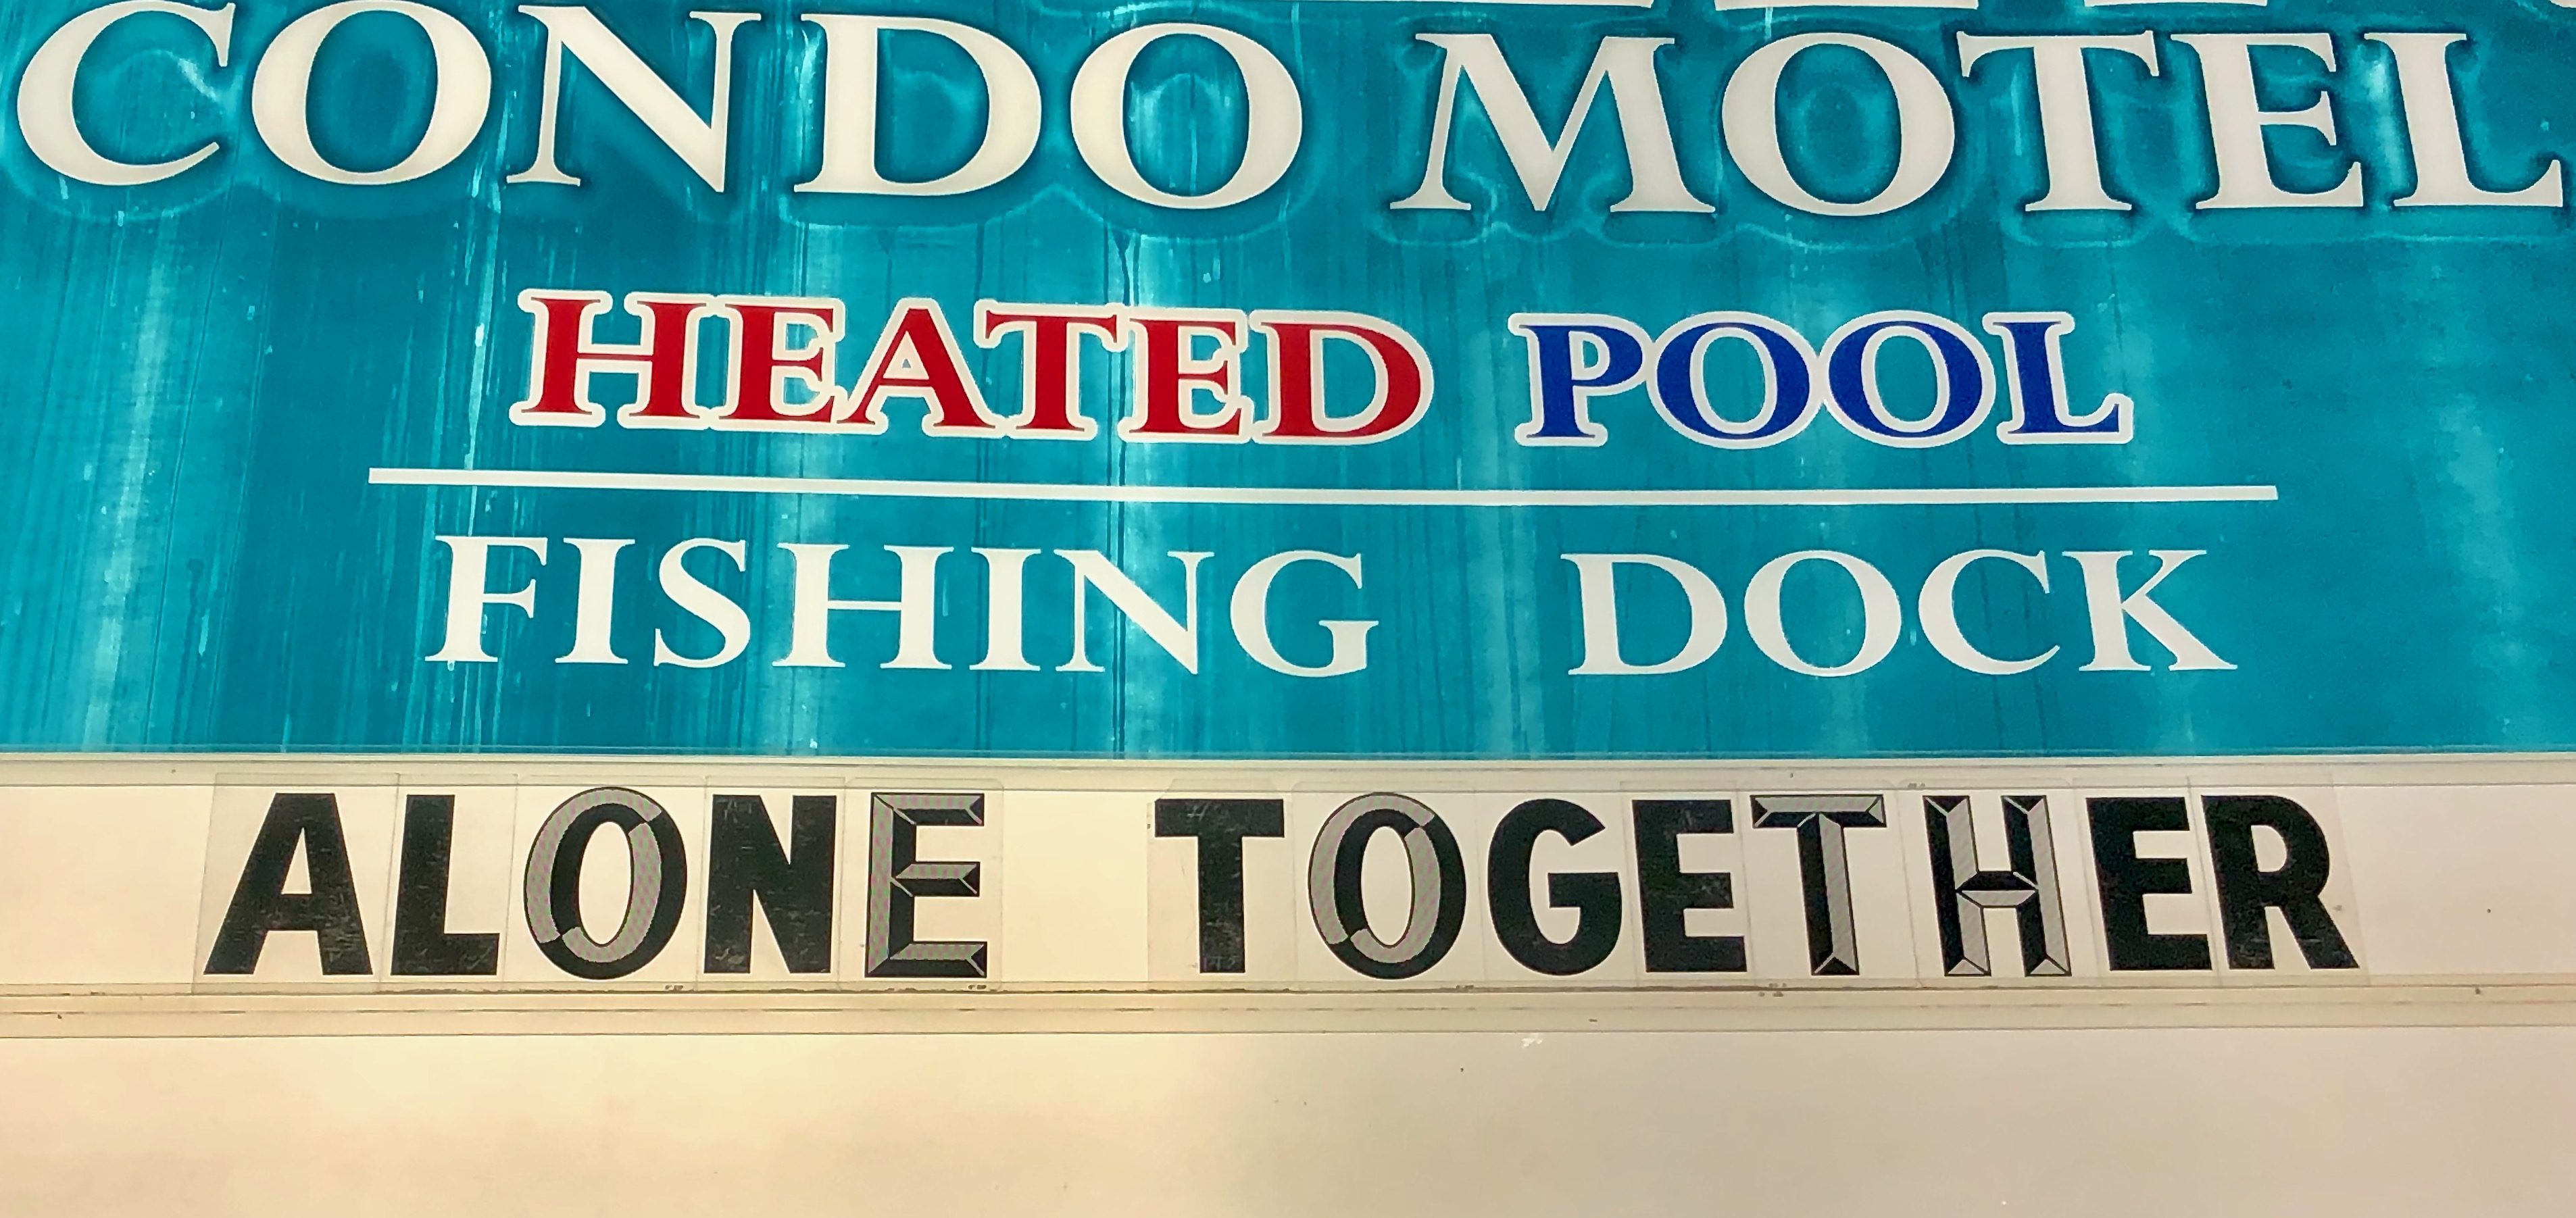 CONDO MOTEL
HEATED POOL
FISHING DOCK
ALONE TOGETHER